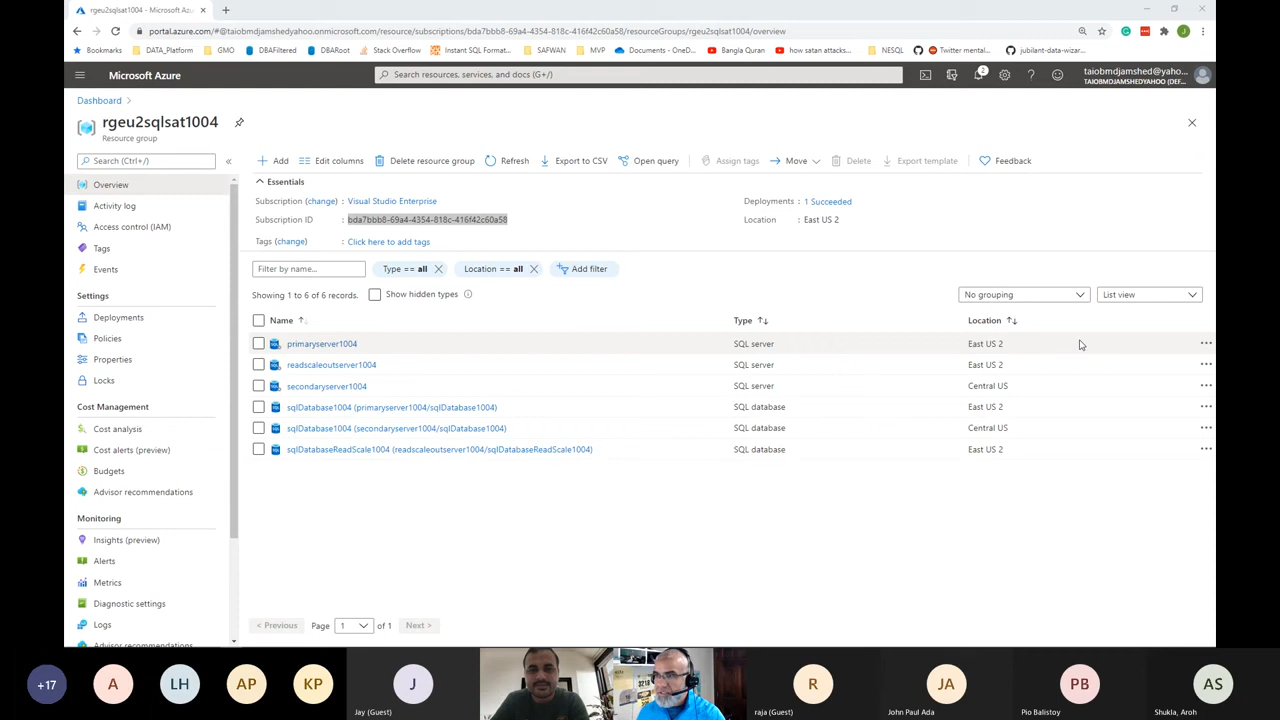 rgeu2sqlsat1004 - Microsoft Azu
portal.azure.com/#@taiobmdjamshedyahoo.onmicrosoft.com/resource/subscriptions/bda7bbb8-69a4-4354-818c-416f42c60a58/resourceGroups/rgeu2sqlsat1004/overview
J
Bookmarks DATA_Platform GMO DBAFiltered DBARoot Stack Overflow Instant SQL Format... SAFWAN MVP Documents - OneD... Bangla Quran how satan attacks... NESQL Twitter mental... jubilant-data-wizar...
Microsoft Azure Search resources, services, and docs (G+/) 2 taiobmdjamshed@yaho...
TAIOBMDJAMSHEDYAHOO (DEF...
Dashboard >
rgeu2sqlsat1004
Resource group
Search (Ctrl+/) « Add Edit columns Delete resource group Refresh Export to CSV Open query Assign tags Move Delete Export template Feedback
Overview
Activity log
Access control (IAM)
Tags
Events
Settings
Deployments
Policies
Properties
Locks
Cost Management
Cost analysis
Cost alerts (preview)
Budgets
Advisor recommendations
Monitoring
Insights (preview)
Alerts
Metrics
Diagnostic settings
Logs
Advisor recommendations
Essentials
Subscription (change) : Visual Studio Enterprise Deployments : 1 Succeeded
Subscription ID : bda7bbb8-69a4-4354-818c-416f42c60a58 Location : East US 2
Tags (change) : Click here to add tags
Filter by name... Type == all Location == all Add filter
Showing 1 to 6 of 6 records. Show hidden types No grouping List view
Name Type Location
primaryserver1004 SQL server East US 2
readscaleoutserver1004 SQL server East US 2
secondaryserver1004 SQL server Central US
sqlDatabase1004 (primaryserver1004/sqlDatabase1004) SQL database East US 2
sqlDatabase1004 (secondaryserver1004/sqlDatabase1004) SQL database Central US
sqlDatabaseReadScale1004 (readscaleoutserver1004/sqlDatabaseReadScale1004) SQL database East US 2
< Previous Page 1 of 1 Next >
+17 A LH AP KP J R JA PB AS
Jay (Guest) raja (Guest) John Paul Ada Pio Balistoy Shukla, Aroh